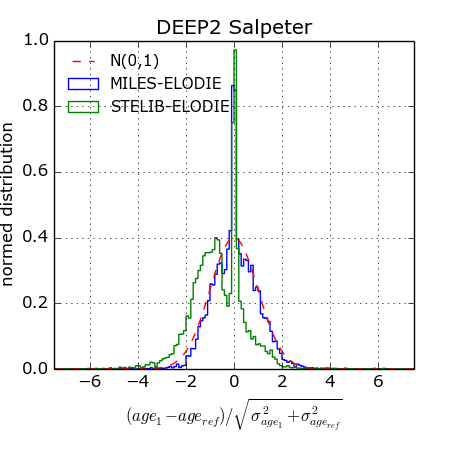 DEEP2 Salpeter
1.0
0.8
0.6
0.4
0.2
0.0
normed distribution
N(0,1)
MILES-ELODIE
STELIB-ELODIE
−6 −4 −2 0 2 4 6
(age₁−age_ref)/√σ²_age₁+σ²_age_ref